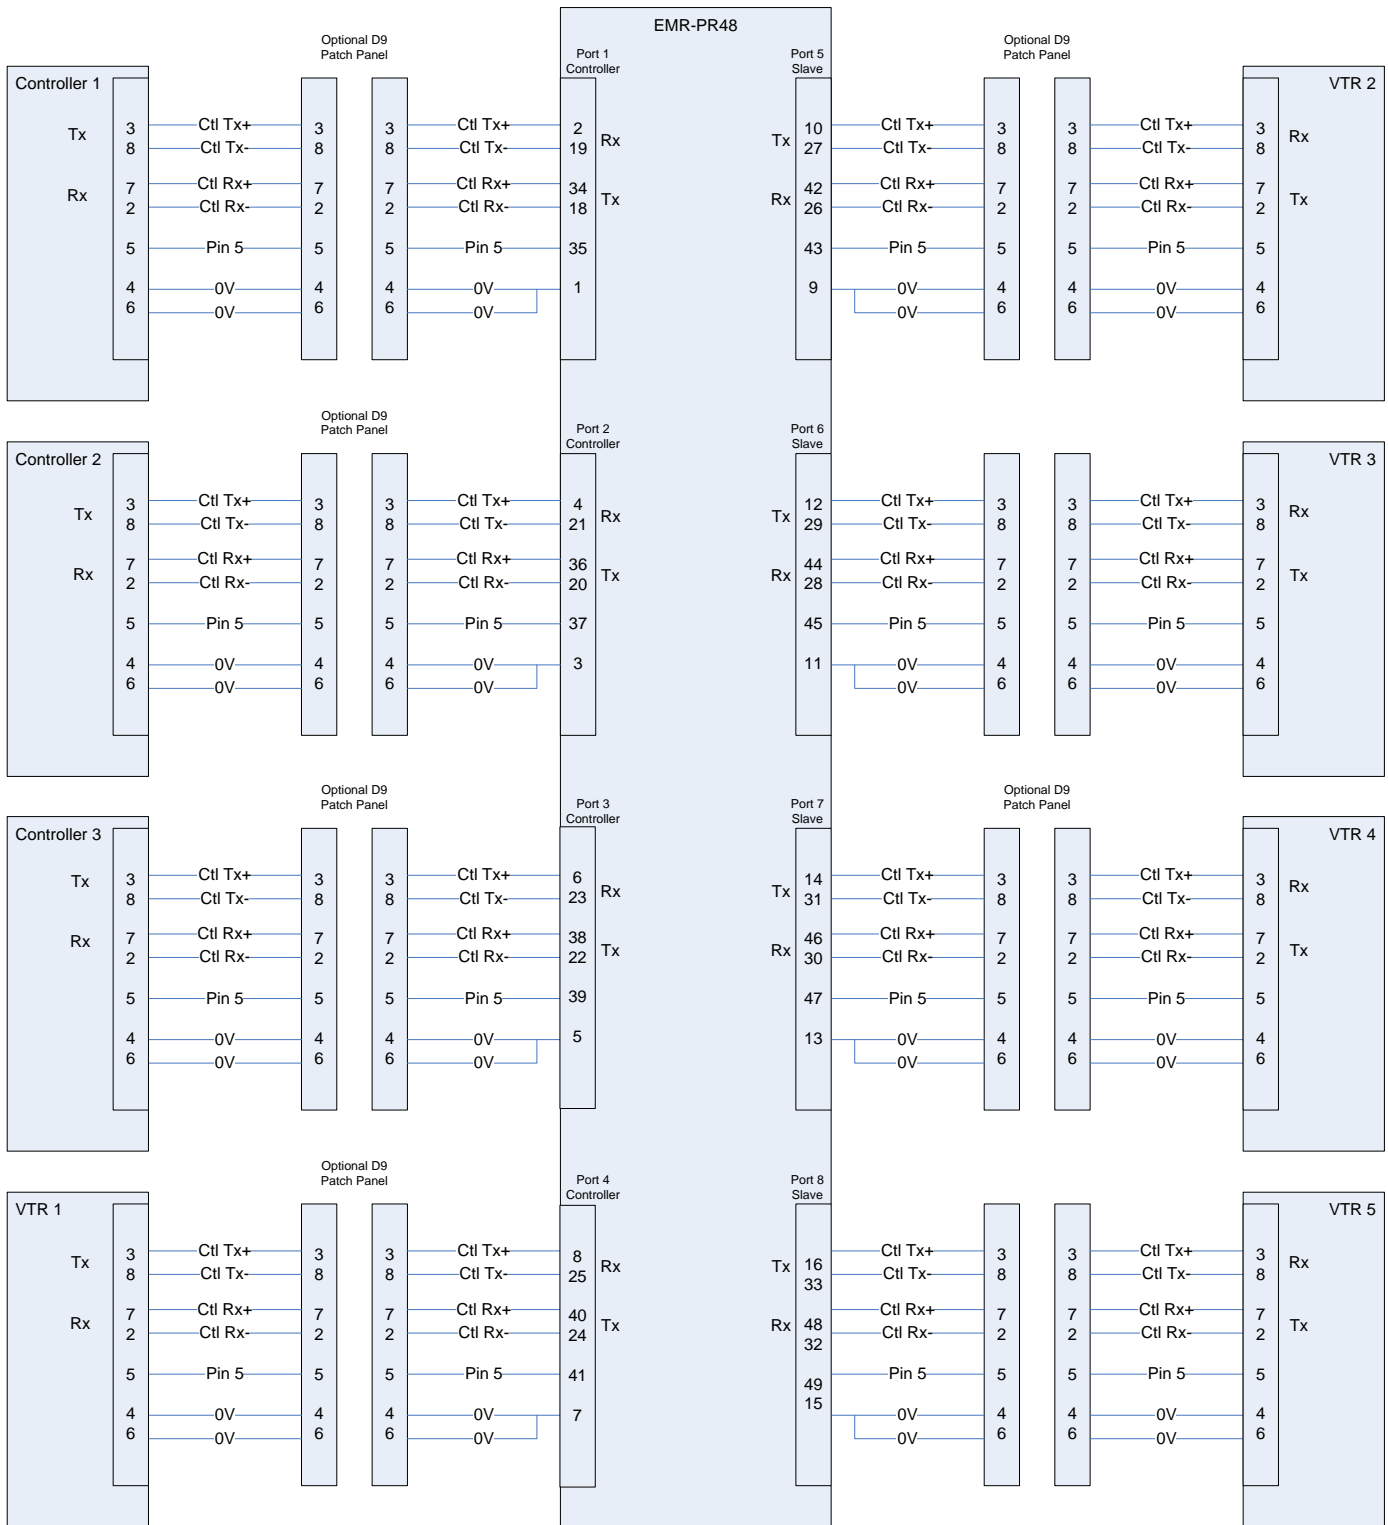 EMR-PR48
Optional D9
Patch Panel
Port 1
Controller
Port 5
Slave
Optional D9
Patch Panel
Controller 1
VTR 2
Tx 3 Ctl Tx+ 3 3 Ctl Tx+ 2 Rx Tx 10 Ctl Tx+ 3 3 Ctl Tx+ 3 Rx
8 Ctl Tx- 8 8 Ctl Tx- 19 27 Ctl Tx- 8 8 Ctl Tx- 8
Rx 7 Ctl Rx+ 7 7 Ctl Rx+ 34 Tx Rx 42 Ctl Rx+ 7 7 Ctl Rx+ 7 Tx
2 Ctl Rx- 2 2 Ctl Rx- 18 26 Ctl Rx- 2 2 Ctl Rx- 2
5 Pin 5 5 5 Pin 5 35 43 Pin 5 5 5 Pin 5 5
4 0V 4 4 0V 1 9 0V 4 4 0V 4
6 0V 6 6 0V 0V 6 6 0V 6
Optional D9
Patch Panel
Port 2
Controller
Port 6
Slave
Controller 2
VTR 3
Tx 3 Ctl Tx+ 3 3 Ctl Tx+ 4 Rx Tx 12 Ctl Tx+ 3 3 Ctl Tx+ 3 Rx
8 Ctl Tx- 8 8 Ctl Tx- 21 29 Ctl Tx- 8 8 Ctl Tx- 8
Rx 7 Ctl Rx+ 7 7 Ctl Rx+ 36 Tx Rx 44 Ctl Rx+ 7 7 Ctl Rx+ 7 Tx
2 Ctl Rx- 2 2 Ctl Rx- 20 28 Ctl Rx- 2 2 Ctl Rx- 2
5 Pin 5 5 5 Pin 5 37 45 Pin 5 5 5 Pin 5 5
4 0V 4 4 0V 3 11 0V 4 4 0V 4
6 0V 6 6 0V 0V 6 6 0V 6
Optional D9
Patch Panel
Port 3
Controller
Port 7
Slave
Optional D9
Patch Panel
Controller 3
VTR 4
Tx 3 Ctl Tx+ 3 3 Ctl Tx+ 6 Rx Tx 14 Ctl Tx+ 3 3 Ctl Tx+ 3 Rx
8 Ctl Tx- 8 8 Ctl Tx- 23 31 Ctl Tx- 8 8 Ctl Tx- 8
Rx 7 Ctl Rx+ 7 7 Ctl Rx+ 38 Tx Rx 46 Ctl Rx+ 7 7 Ctl Rx+ 7 Tx
2 Ctl Rx- 2 2 Ctl Rx- 22 30 Ctl Rx- 2 2 Ctl Rx- 2
5 Pin 5 5 5 Pin 5 39 47 Pin 5 5 5 Pin 5 5
4 0V 4 4 0V 5 13 0V 4 4 0V 4
6 0V 6 6 0V 0V 6 6 0V 6
Optional D9
Patch Panel
Port 4
Controller
Port 8
Slave
VTR 1
VTR 5
Tx 3 Ctl Tx+ 3 3 Ctl Tx+ 8 Rx Tx 16 Ctl Tx+ 3 3 Ctl Tx+ 3 Rx
8 Ctl Tx- 8 8 Ctl Tx- 25 33 Ctl Tx- 8 8 Ctl Tx- 8
Rx 7 Ctl Rx+ 7 7 Ctl Rx+ 40 Tx Rx 48 Ctl Rx+ 7 7 Ctl Rx+ 7 Tx
2 Ctl Rx- 2 2 Ctl Rx- 24 32 Ctl Rx- 2 2 Ctl Rx- 2
5 Pin 5 5 5 Pin 5 41 49 Pin 5 5 5 Pin 5 5
4 0V 4 4 0V 7 15 0V 4 4 0V 4
6 0V 6 6 0V 0V 6 6 0V 6